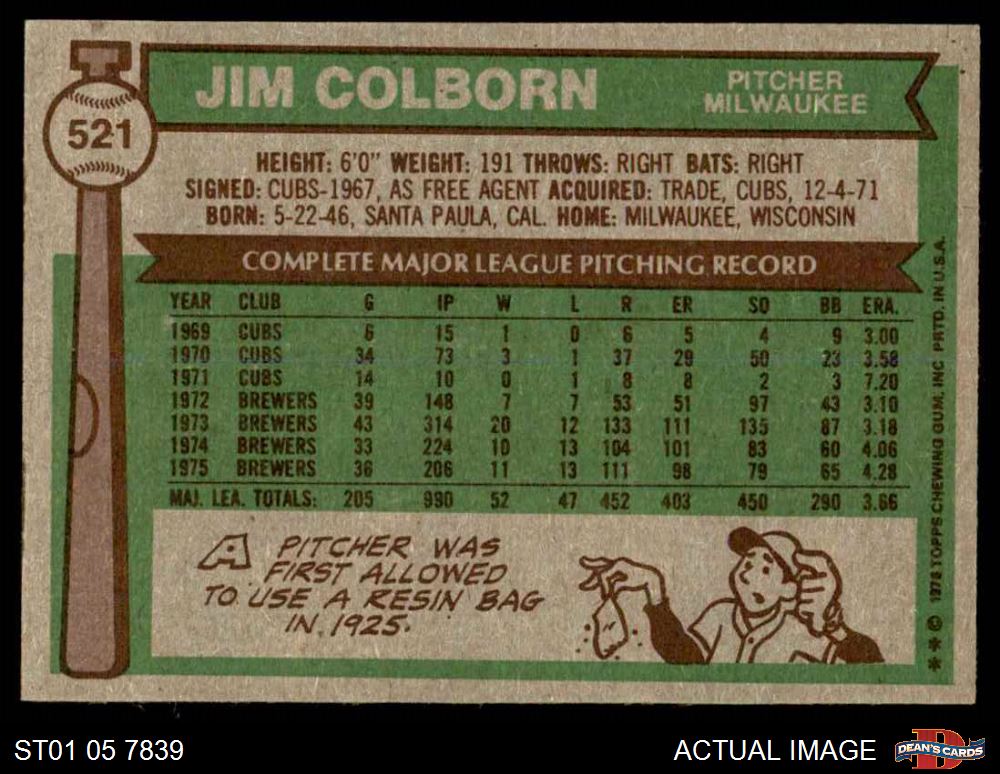 521
JIM COLBORN
PITCHER
MILWAUKEE
HEIGHT: 6'0" WEIGHT: 191 THROWS: RIGHT BATS: RIGHT
SIGNED: CUBS-1967, AS FREE AGENT ACQUIRED: TRADE, CUBS, 12-4-71
BORN: 5-22-46, SANTA PAULA, CAL. HOME: MILWAUKEE, WISCONSIN
COMPLETE MAJOR LEAGUE PITCHING RECORD
YEAR CLUB G IP W L R ER SO BB ERA.
1969 CUBS 6 15 1 0 6 5 4 9 3.00
1970 CUBS 34 73 3 1 37 29 50 23 3.58
1971 CUBS 14 10 0 1 8 8 2 3 7.20
1972 BREWERS 39 148 7 7 53 51 97 43 3.10
1973 BREWERS 43 314 20 12 133 111 135 87 3.18
1974 BREWERS 33 224 10 13 104 101 83 60 4.06
1975 BREWERS 36 206 11 13 111 98 79 65 4.28
MAJ. LEA. TOTALS: 205 990 52 47 452 403 450 290 3.66
A PITCHER WAS
FIRST ALLOWED
TO USE A RESIN BAG
IN 1925.
** © 1976 TOPPS CHEWING GUM, INC PRTD. IN U.S.A.
ST01 05 7839
ACTUAL IMAGE
D
DEAN'S CARDS